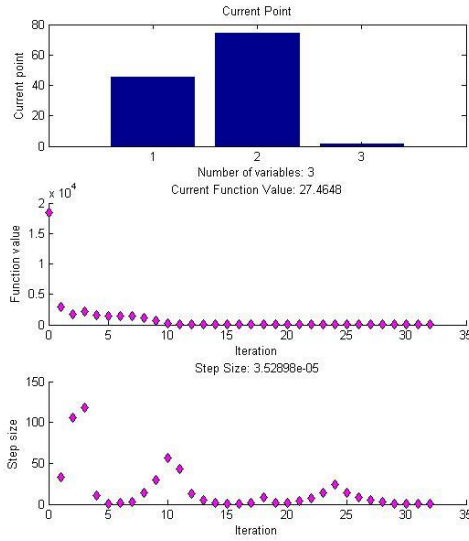 Current Point
80
60
40
20
0
Current point
1 2 3
Number of variables: 3
Current Function Value: 27.4648
x 10^4
2
1.5
1
0.5
0
Function value
0 5 10 15 20 25 30 35
Iteration
Step Size: 3.52898e-05
150
100
50
0
Step size
0 5 10 15 20 25 30 35
Iteration